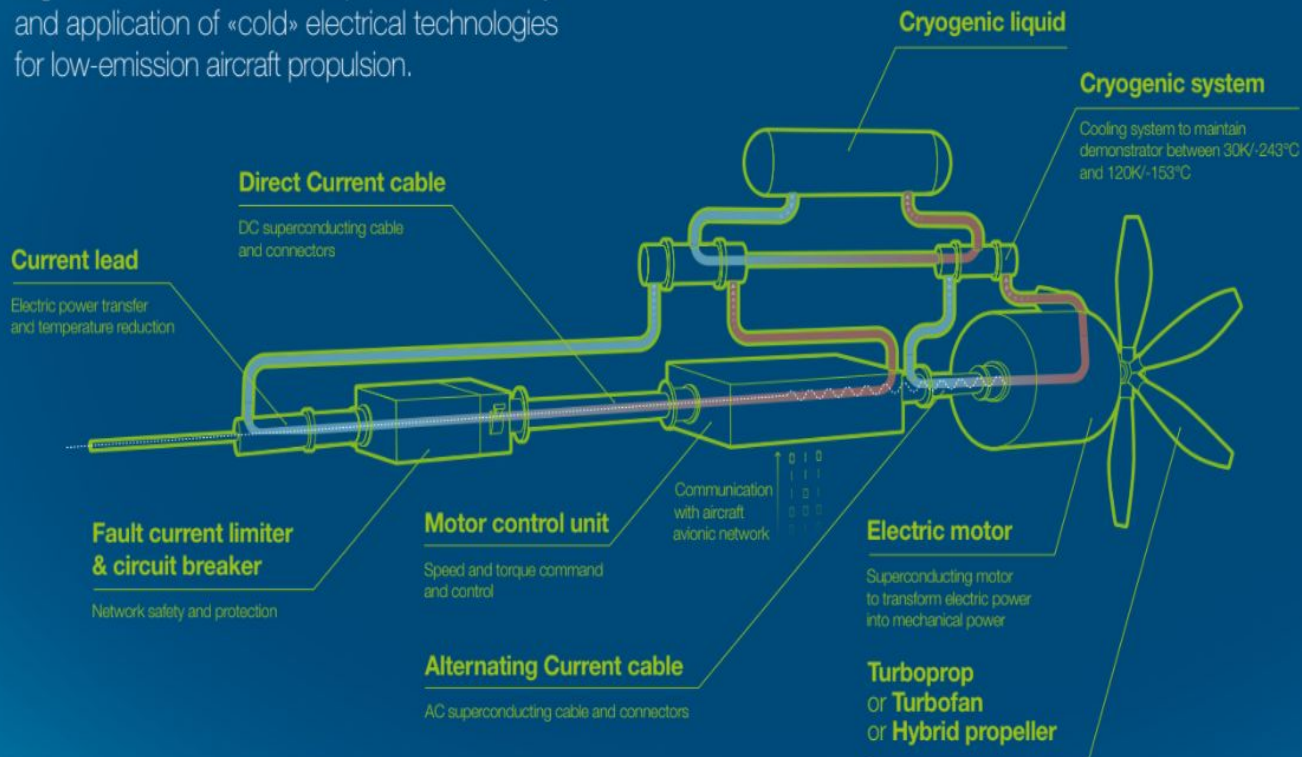 and application of «cold» electrical technologies
for low-emission aircraft propulsion.
Cryogenic liquid
Cryogenic system
Cooling system to maintain
demonstrator between 30K/-243°C
and 120K/-153°C
Direct Current cable
DC superconducting cable
and connectors
Current lead
Electric power transfer
and temperature reduction
Fault current limiter
& circuit breaker
Network safety and protection
Motor control unit
Speed and torque command
and control
Communication
with aircraft
avionic network
Alternating Current cable
AC superconducting cable and connectors
Electric motor
Superconducting motor
to transform electric power
into mechanical power
Turboprop
or Turbofan
or Hybrid propeller